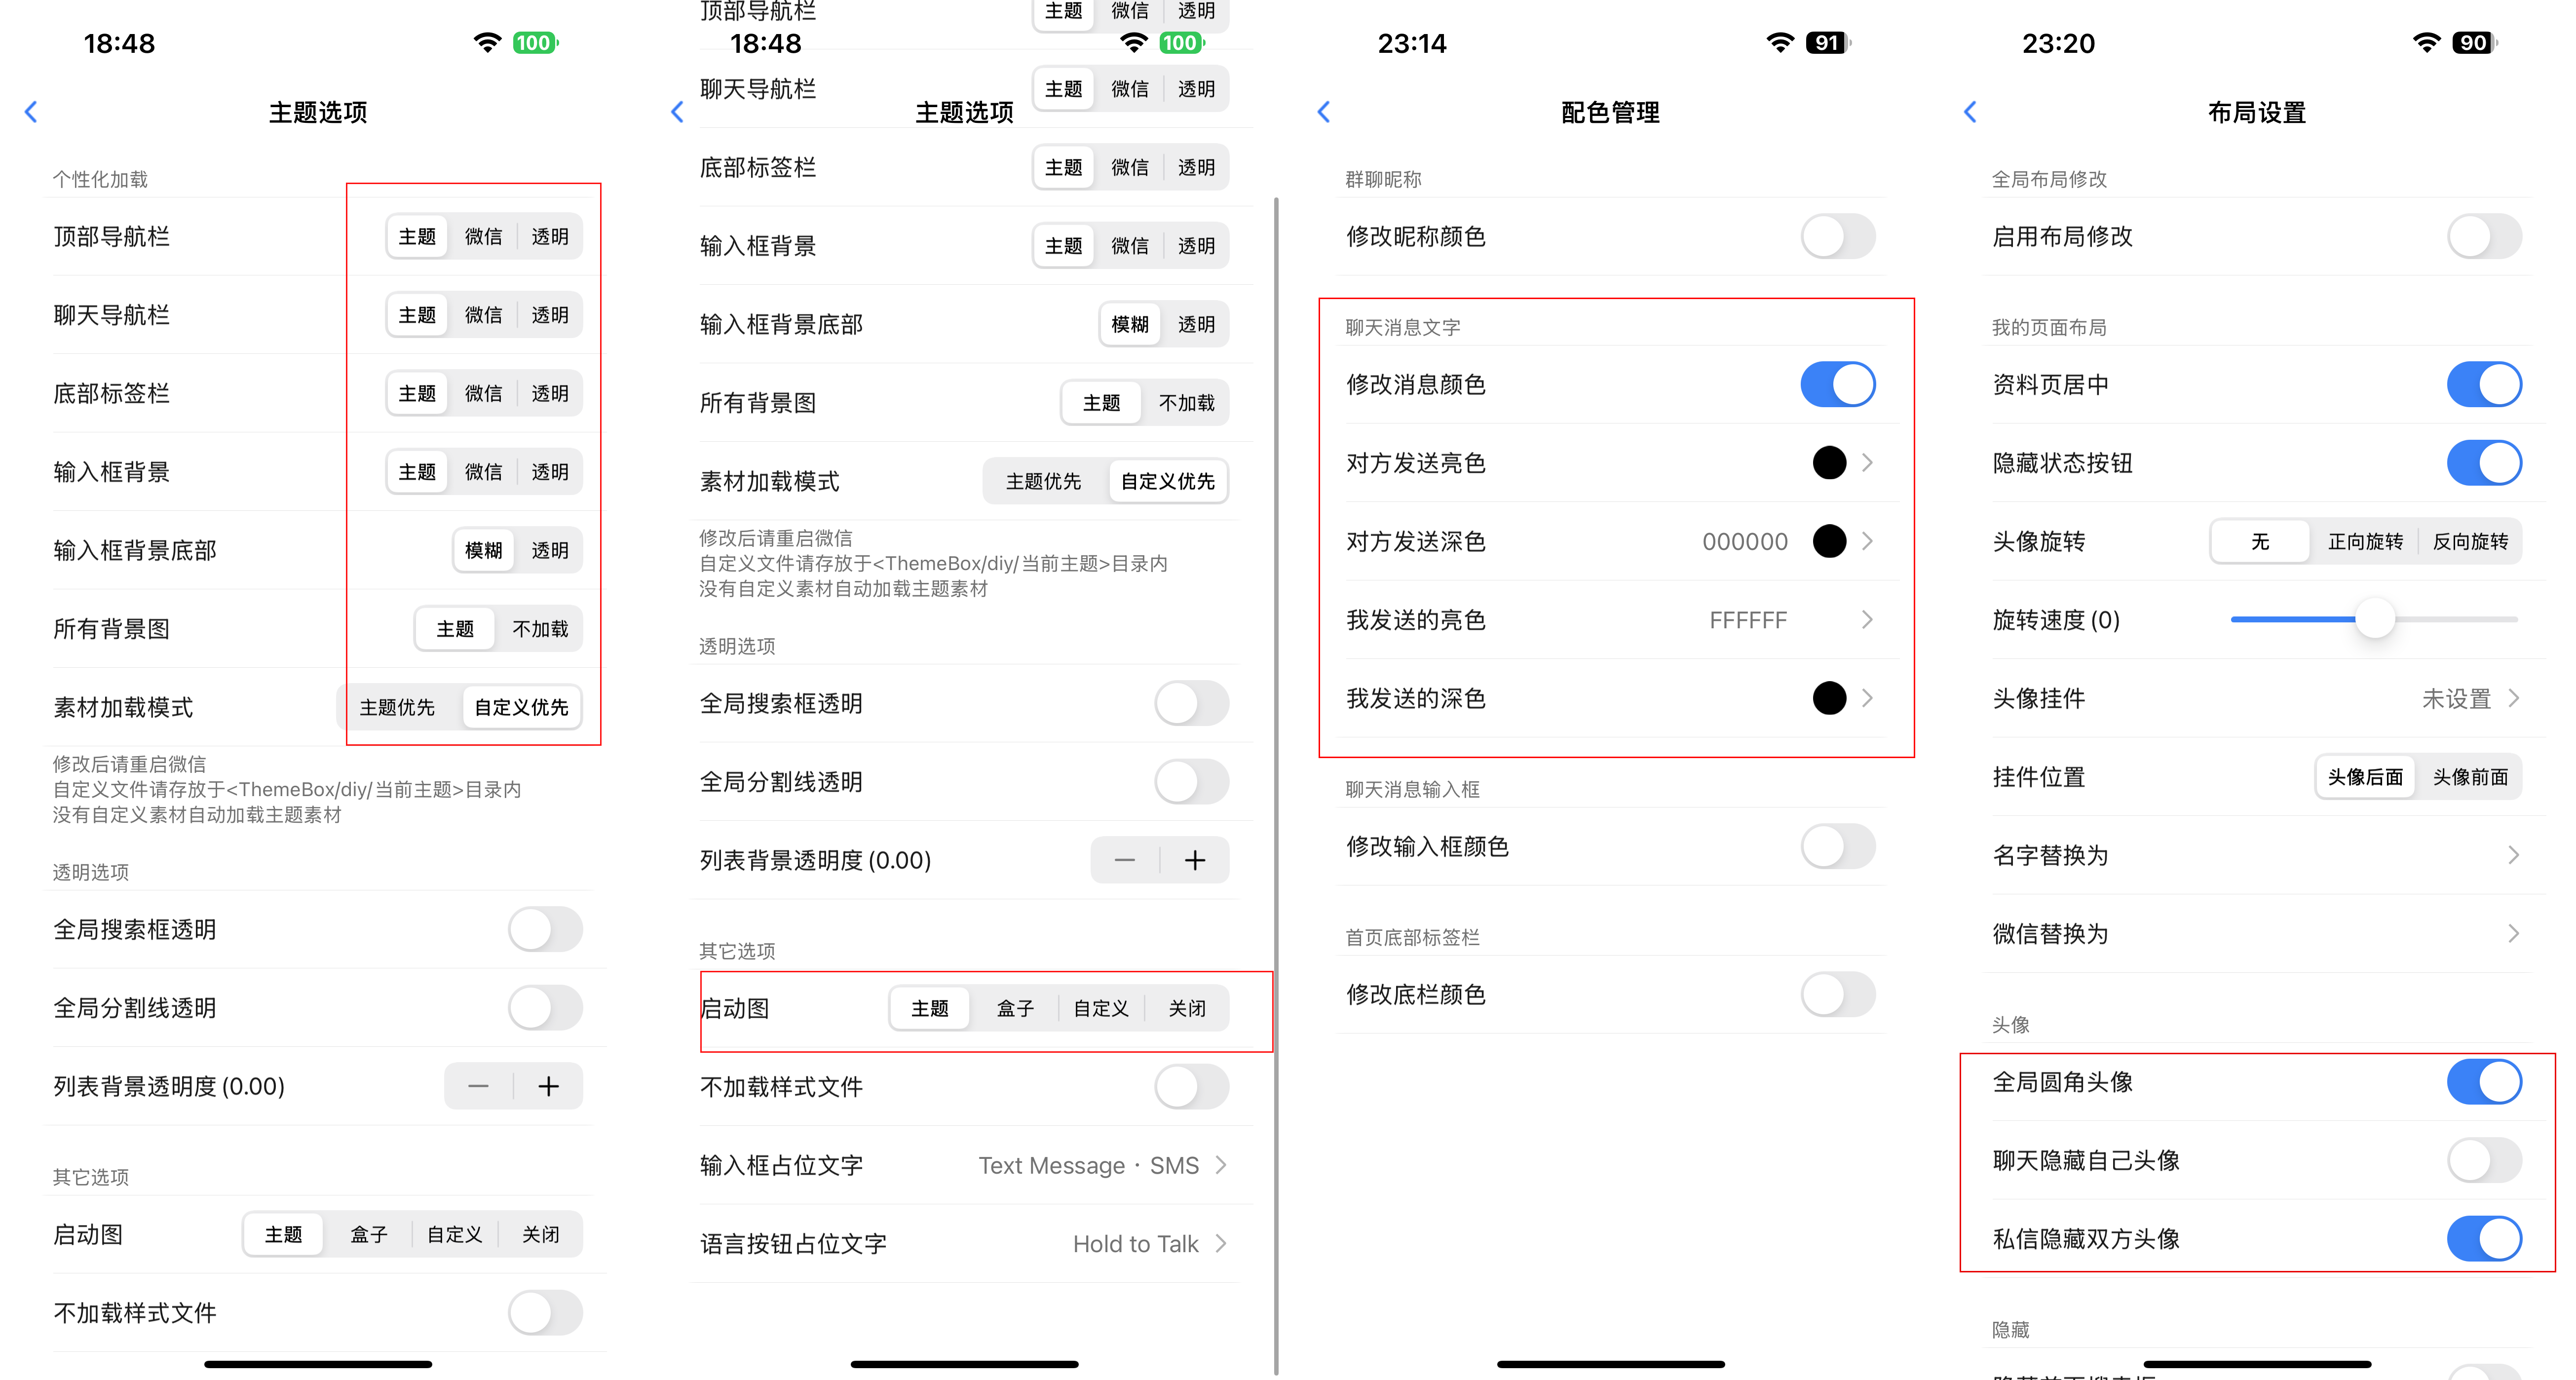 18:48
100
主题选项
个性化加载
顶部导航栏 主题 微信 透明
聊天导航栏 主题 微信 透明
底部标签栏 主题 微信 透明
输入框背景 主题 微信 透明
输入框背景底部 模糊 透明
所有背景图 主题 不加载
素材加载模式 主题优先 自定义优先
修改后请重启微信
自定义文件请存放于<ThemeBox/diy/当前主题>目录内
没有自定义素材自动加载主题素材
透明选项
全局搜索框透明
全局分割线透明
列表背景透明度 (0.00)
其它选项
启动图 主题 盒子 自定义 关闭
不加载样式文件
顶部导航栏 主题 微信 透明
18:48
100
聊天导航栏 主题 微信 透明
主题选项
底部标签栏 主题 微信 透明
输入框背景 主题 微信 透明
输入框背景底部 模糊 透明
所有背景图 主题 不加载
素材加载模式 主题优先 自定义优先
修改后请重启微信
自定义文件请存放于<ThemeBox/diy/当前主题>目录内
没有自定义素材自动加载主题素材
透明选项
全局搜索框透明
全局分割线透明
列表背景透明度 (0.00)
其它选项
启动图 主题 盒子 自定义 关闭
不加载样式文件
输入框占位文字 Text Message · SMS
语言按钮占位文字 Hold to Talk
23:14
91
配色管理
群聊昵称
修改昵称颜色
聊天消息文字
修改消息颜色
对方发送亮色
对方发送深色 000000
我发送的亮色 FFFFFF
我发送的深色
聊天消息输入框
修改输入框颜色
首页底部标签栏
修改底栏颜色
23:20
90
布局设置
全局布局修改
启用布局修改
我的页面布局
资料页居中
隐藏状态按钮
头像旋转 无 正向旋转 反向旋转
旋转速度 (0)
头像挂件 未设置
挂件位置 头像后面 头像前面
名字替换为
微信替换为
头像
全局圆角头像
聊天隐藏自己头像
私信隐藏双方头像
隐藏